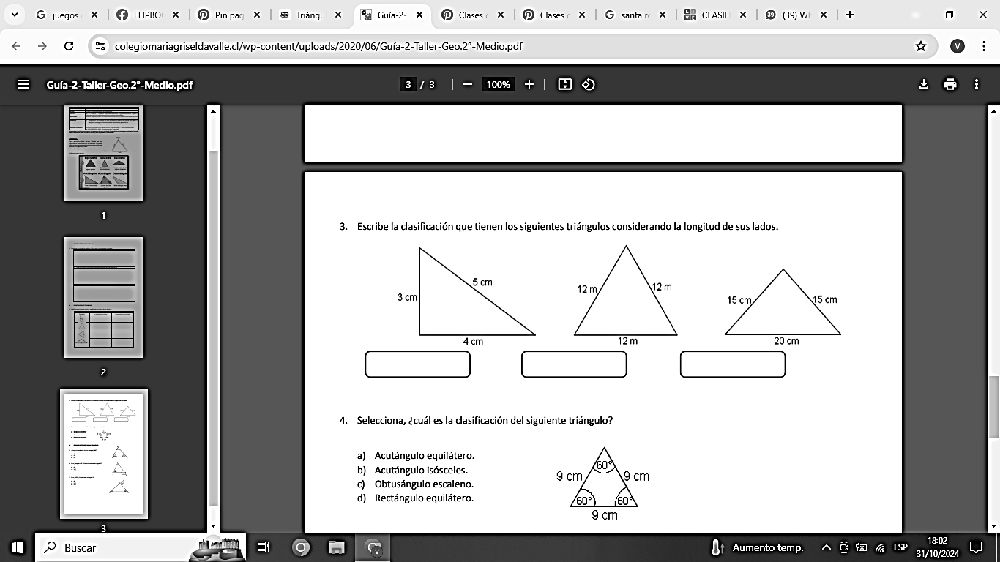 juegos
FLIPBO
Pin pag
Triángu
Guía-2-
Clases
Clases
santa r
CLASIF
(39) W
colegiomariagriseldavalle.cl/wp-content/uploads/2020/06/Guía-2-Taller-Geo.2°-Medio.pdf
V
Guía-2-Taller-Geo.2°-Medio.pdf
3 / 3
100%
1
2
3
3. Escribe la clasificación que tienen los siguientes triángulos considerando la longitud de sus lados.
3 cm
5 cm
4 cm
12 m
12 m
12 m
15 cm
15 cm
20 cm
4. Selecciona, ¿cuál es la clasificación del siguiente triángulo?
a) Acutángulo equilátero.
b) Acutángulo isósceles.
c) Obtusángulo escaleno.
d) Rectángulo equilátero.
60°
9 cm
9 cm
60°
60°
9 cm
Buscar
Aumento temp.
ESP
18:02
31/10/2024